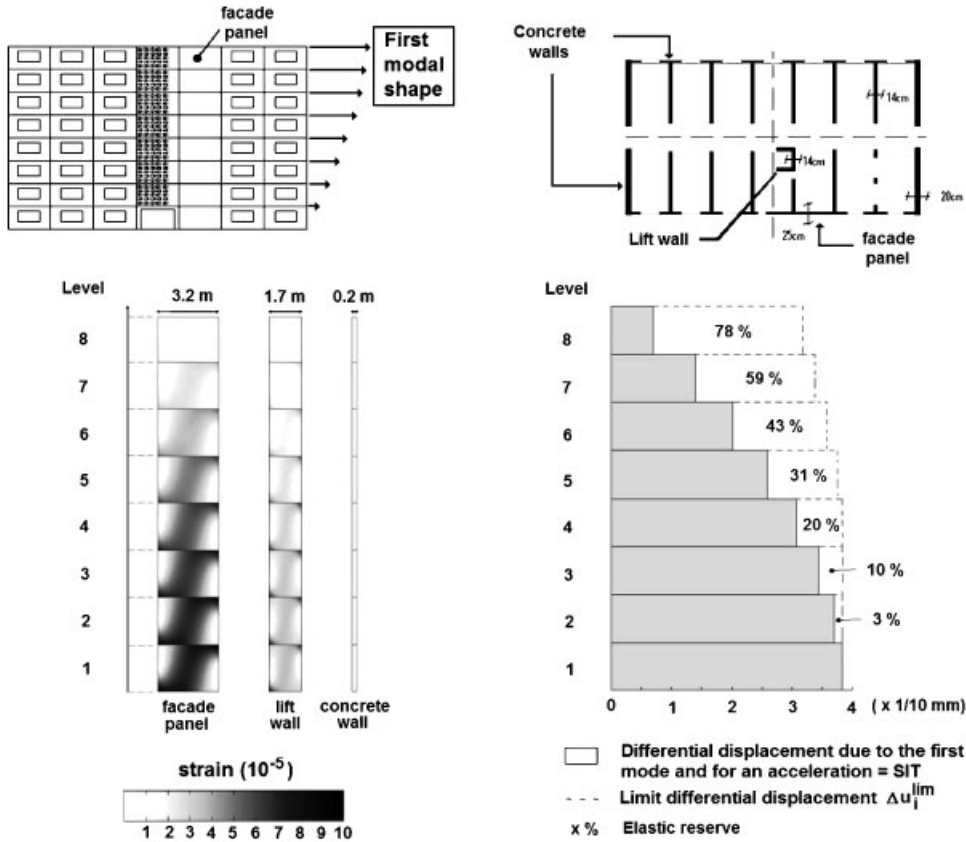 facade
panel
First
modal
shape
Concrete
walls
14cm
14cm
20cm
Lift wall
25cm
facade
panel
Level
3.2 m
1.7 m
0.2 m
8
7
6
5
4
3
2
1
facade
panel
lift
wall
concrete
wall
strain (10⁻⁵)
1 2 3 4 5 6 7 8 9 10
Level
8
78 %
7
59 %
6
43 %
5
31 %
4
20 %
3
10 %
2
3 %
1
0 1 2 3 4 ( x 1/10 mm)
Differential displacement due to the first
mode and for an acceleration = SIT
Limit differential displacement Δuᵢˡⁱᵐ
x % Elastic reserve